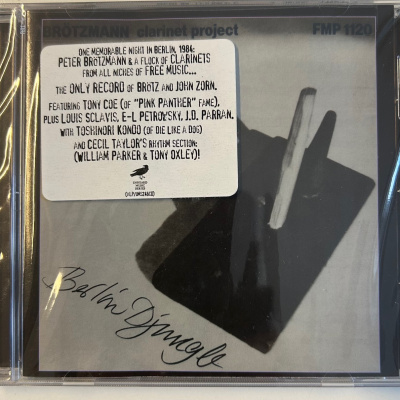 BRÖTZMANN clarinet project FMP 1120
ONE MEMORABLE NIGHT IN BERLIN, 1984:
PETER BRÖTZMANN & A FLOCK OF CLARINETS
FROM ALL NICHES OF FREE MUSIC...
THE ONLY RECORD OF BRÖTZ AND JOHN ZORN.
FEATURING TONY COE (OF "PINK PANTHER" FAME),
PLUS LOUIS SCLAVIS, E-L PETROVSKY, J.D. PARRAN.
WITH TOSHINORI KONDO (OF DIE LIKE A DOG)
AND CECIL TAYLOR'S RHYTHM SECTION:
(WILLIAM PARKER & TONY OXLEY)!
Berlin Djungle